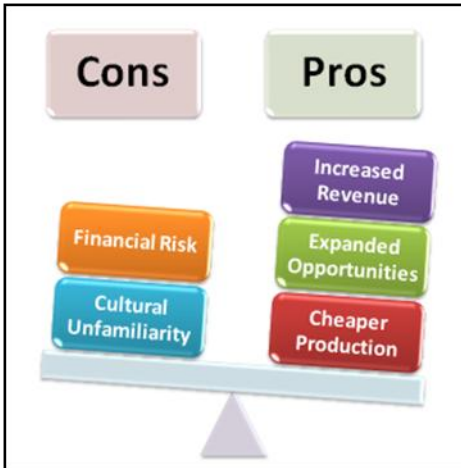 Cons
Pros
Increased
Revenue
Financial Risk
Expanded
Opportunities
Cultural
Unfamiliarity
Cheaper
Production